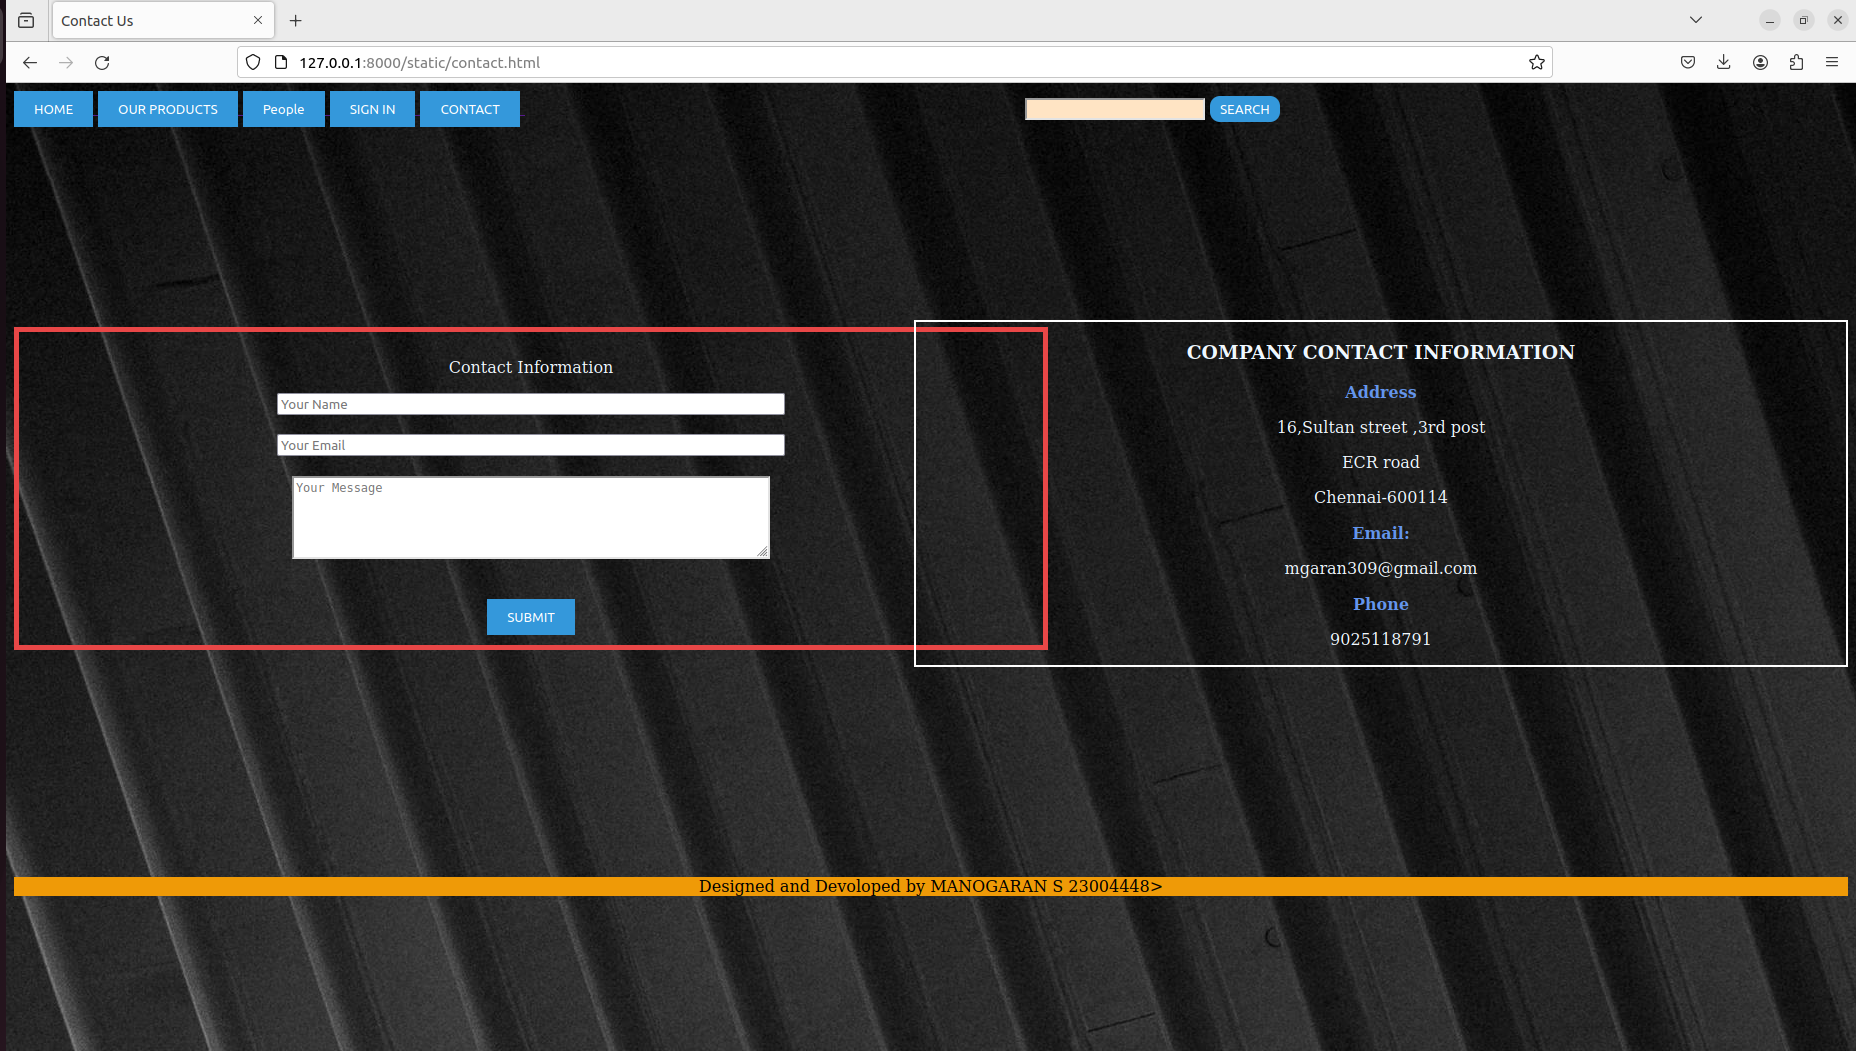 Contact Us
127.0.0.1:8000/static/contact.html
HOME OUR PRODUCTS People SIGN IN CONTACT SEARCH
Contact Information
Your Name
Your Email
Your Message
SUBMIT
COMPANY CONTACT INFORMATION
Address
16,Sultan street ,3rd post
ECR road
Chennai-600114
Email:
mgaran309@gmail.com
Phone
9025118791
Designed and Devoloped by MANOGARAN S 23004448>